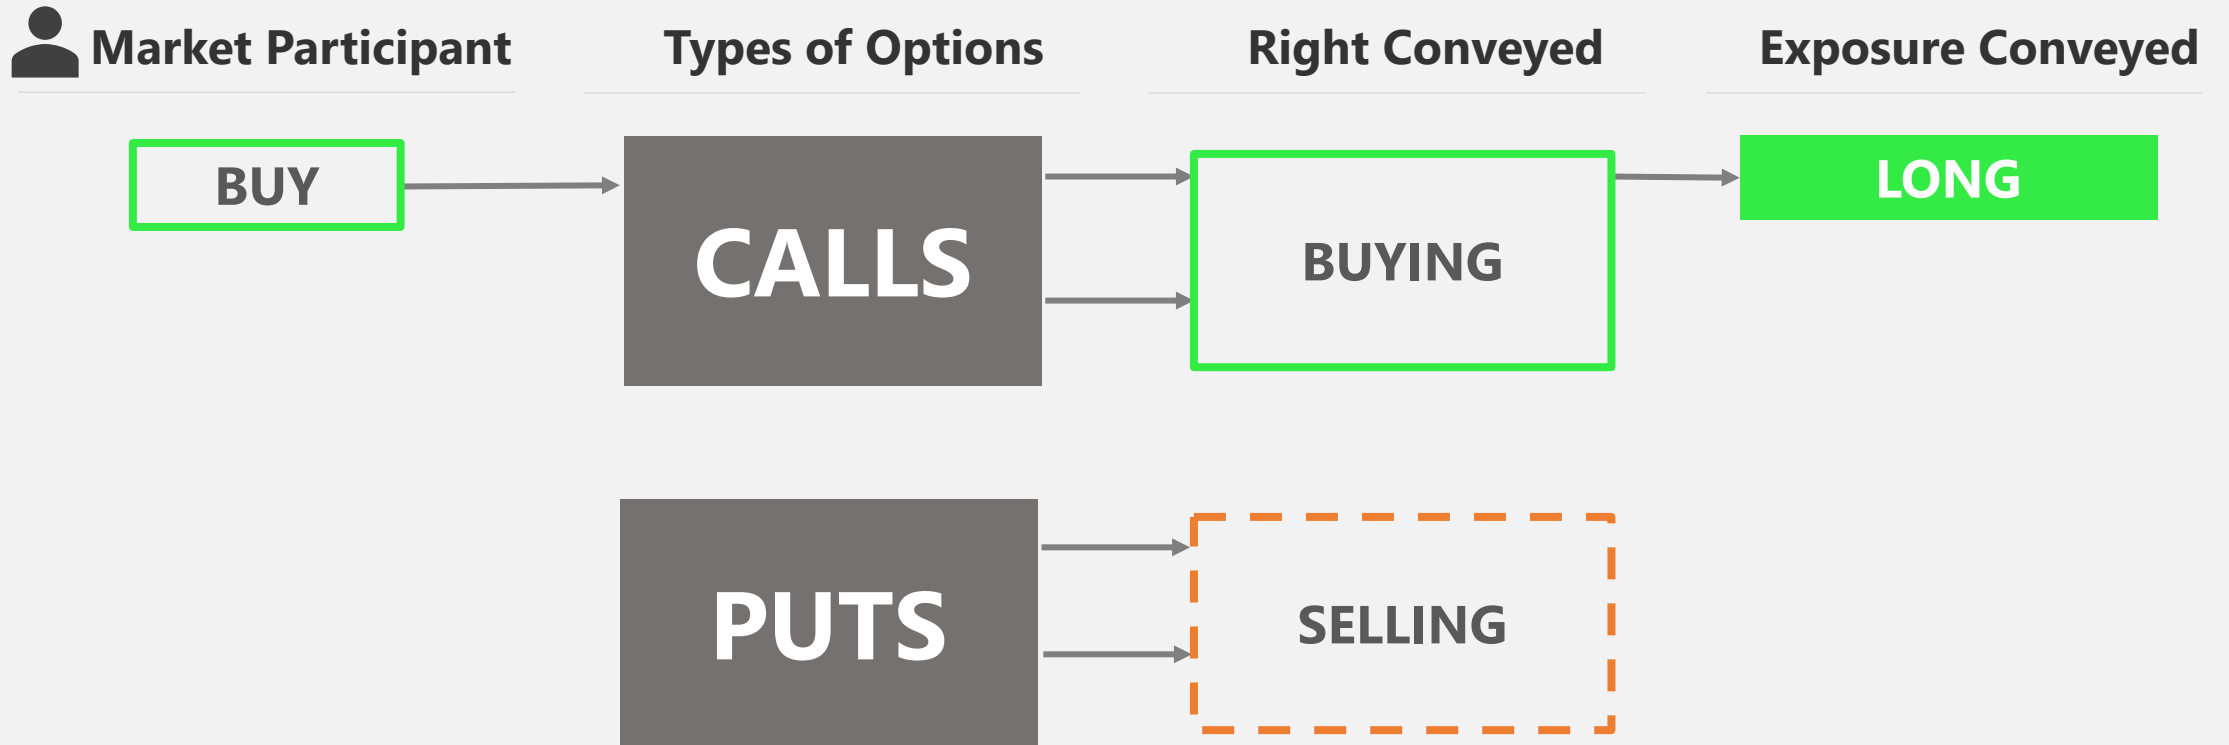 Market Participant
Types of Options
Right Conveyed
Exposure Conveyed
BUY
CALLS
BUYING
LONG
PUTS
SELLING